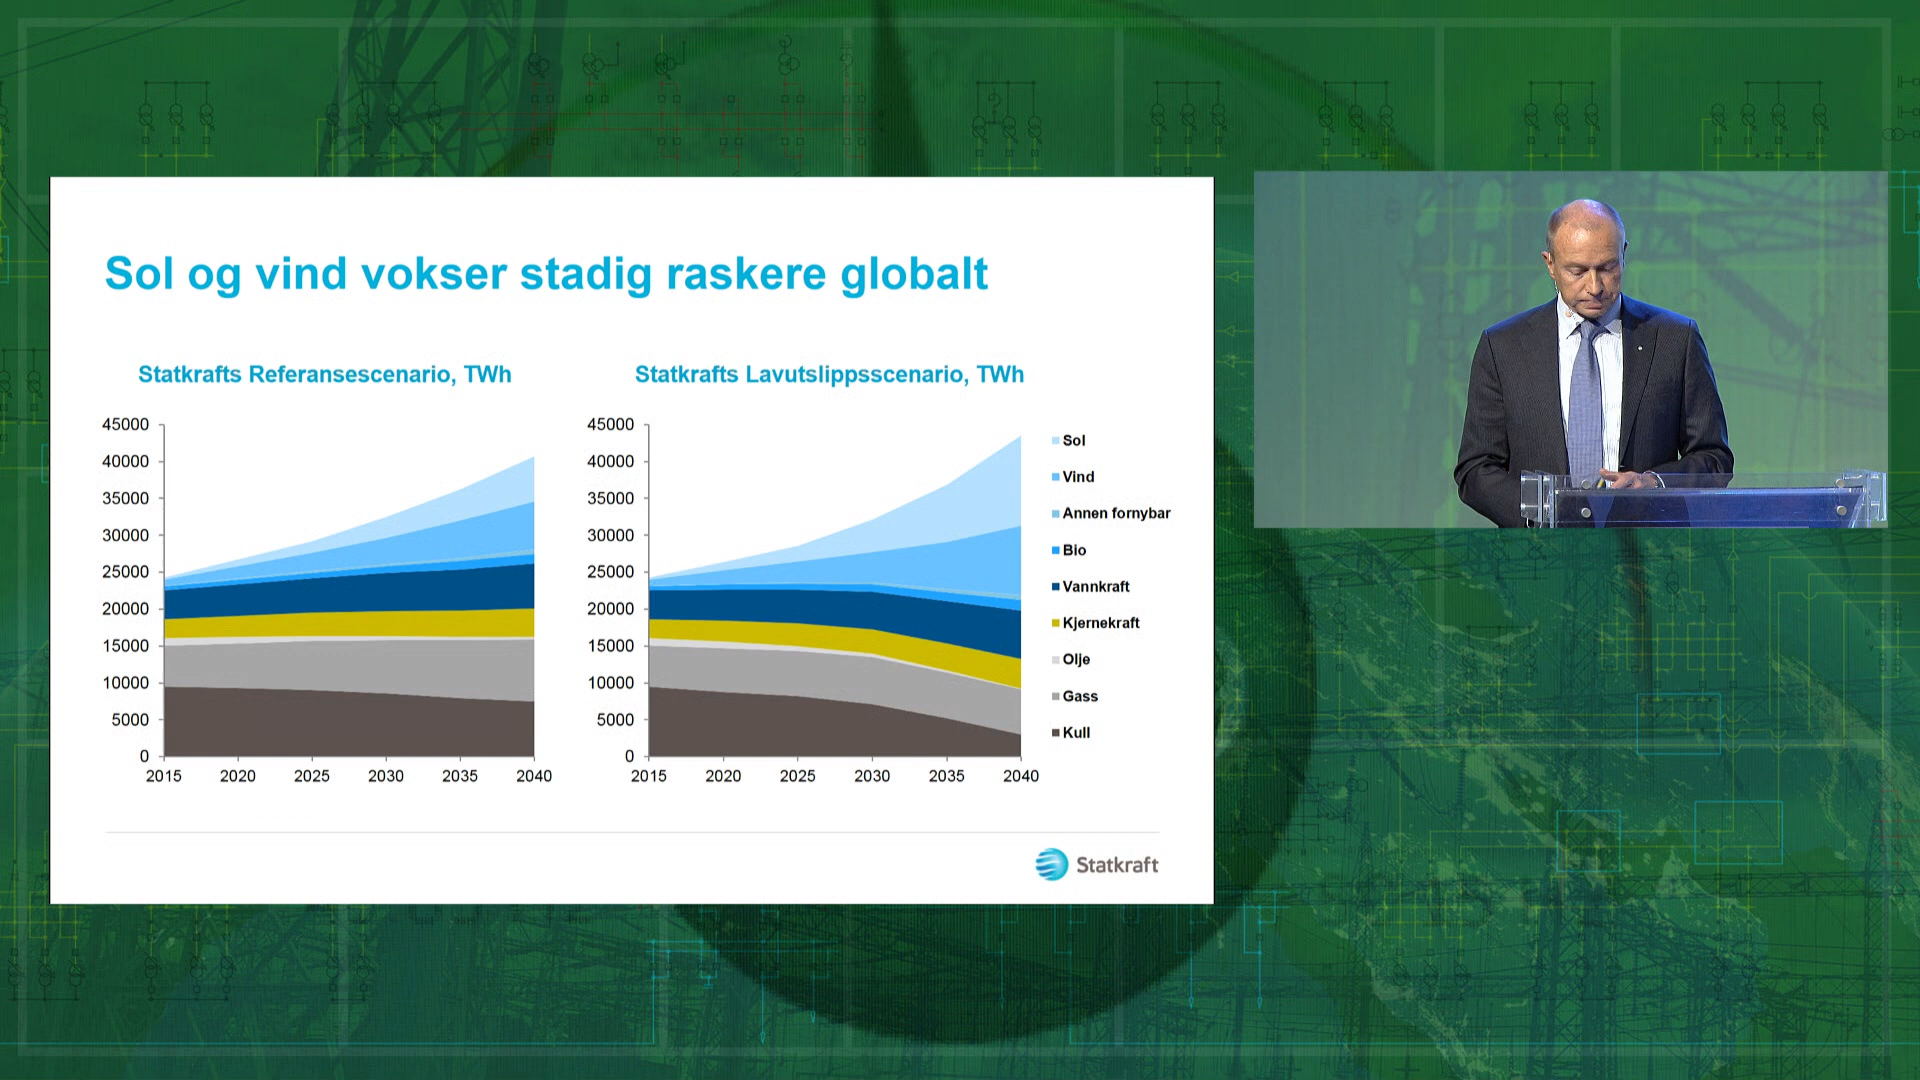 Sol og vind vokser stadig raskere globalt
Statkrafts Referansescenario, TWh
45000
40000
35000
30000
25000
20000
15000
10000
5000
0
2015 2020 2025 2030 2035 2040
Statkrafts Lavutslippsscenario, TWh
45000
40000
35000
30000
25000
20000
15000
10000
5000
0
2015 2020 2025 2030 2035 2040
Sol
Vind
Annen fornybar
Bio
Vannkraft
Kjernekraft
Olje
Gass
Kull
Statkraft